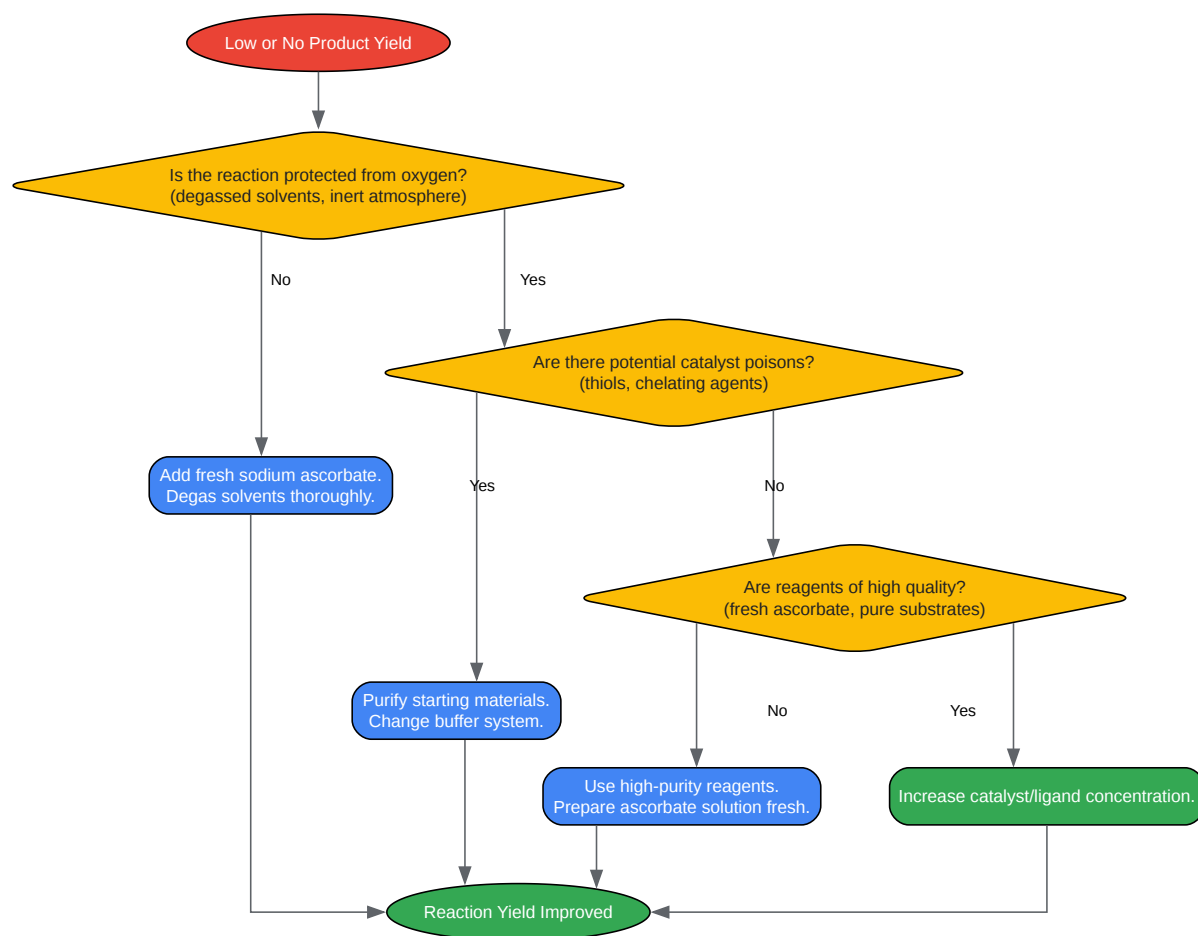 Low or No Product Yield
Is the reaction protected from oxygen?
(degassed solvents, inert atmosphere)
No
Yes
Are there potential catalyst poisons?
(thiols, chelating agents)
Add fresh sodium ascorbate.
Degas solvents thoroughly.
Yes
No
Are reagents of high quality?
(fresh ascorbate, pure substrates)
Purify starting materials.
Change buffer system.
No
Yes
Use high-purity reagents.
Prepare ascorbate solution fresh.
Increase catalyst/ligand concentration.
Reaction Yield Improved